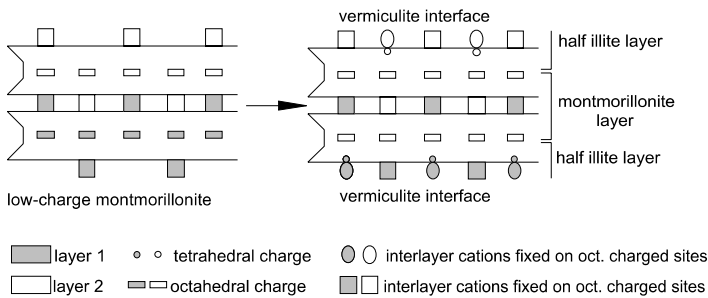 vermiculite interface
half illite layer
montmorillonite
layer
half illite layer
low-charge montmorillonite
vermiculite interface
layer 1
tetrahedral charge
interlayer cations fixed on oct. charged sites
layer 2
octahedral charge
interlayer cations fixed on oct. charged sites